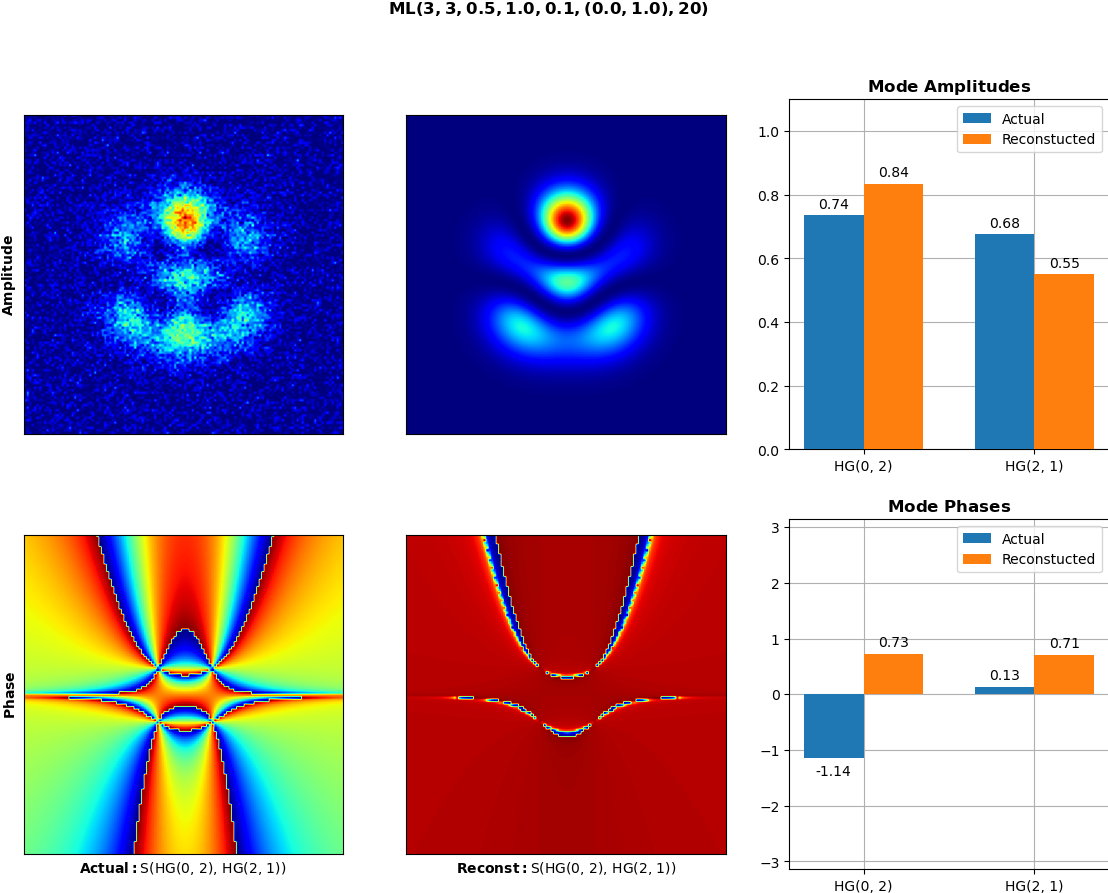 ML(3, 3, 0.5, 1.0, 0.1, (0.0, 1.0), 20)
Amplitude
Mode Amplitudes
Actual
Reconstucted
1.0
0.8
0.6
0.4
0.2
0.0
0.74
0.84
0.68
0.55
HG(0, 2)
HG(2, 1)
Phase
Actual: S(HG(0, 2), HG(2, 1))
Reconst: S(HG(0, 2), HG(2, 1))
Mode Phases
Actual
Reconstucted
3
2
1
0
−1
−2
−3
-1.14
0.73
0.13
0.71
HG(0, 2)
HG(2, 1)